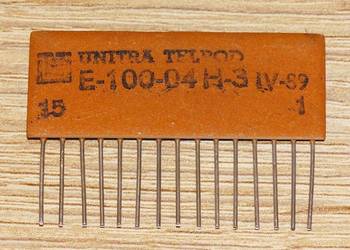 UNITRA TELPOD
E-100-04 H-3 IV-89
15 1